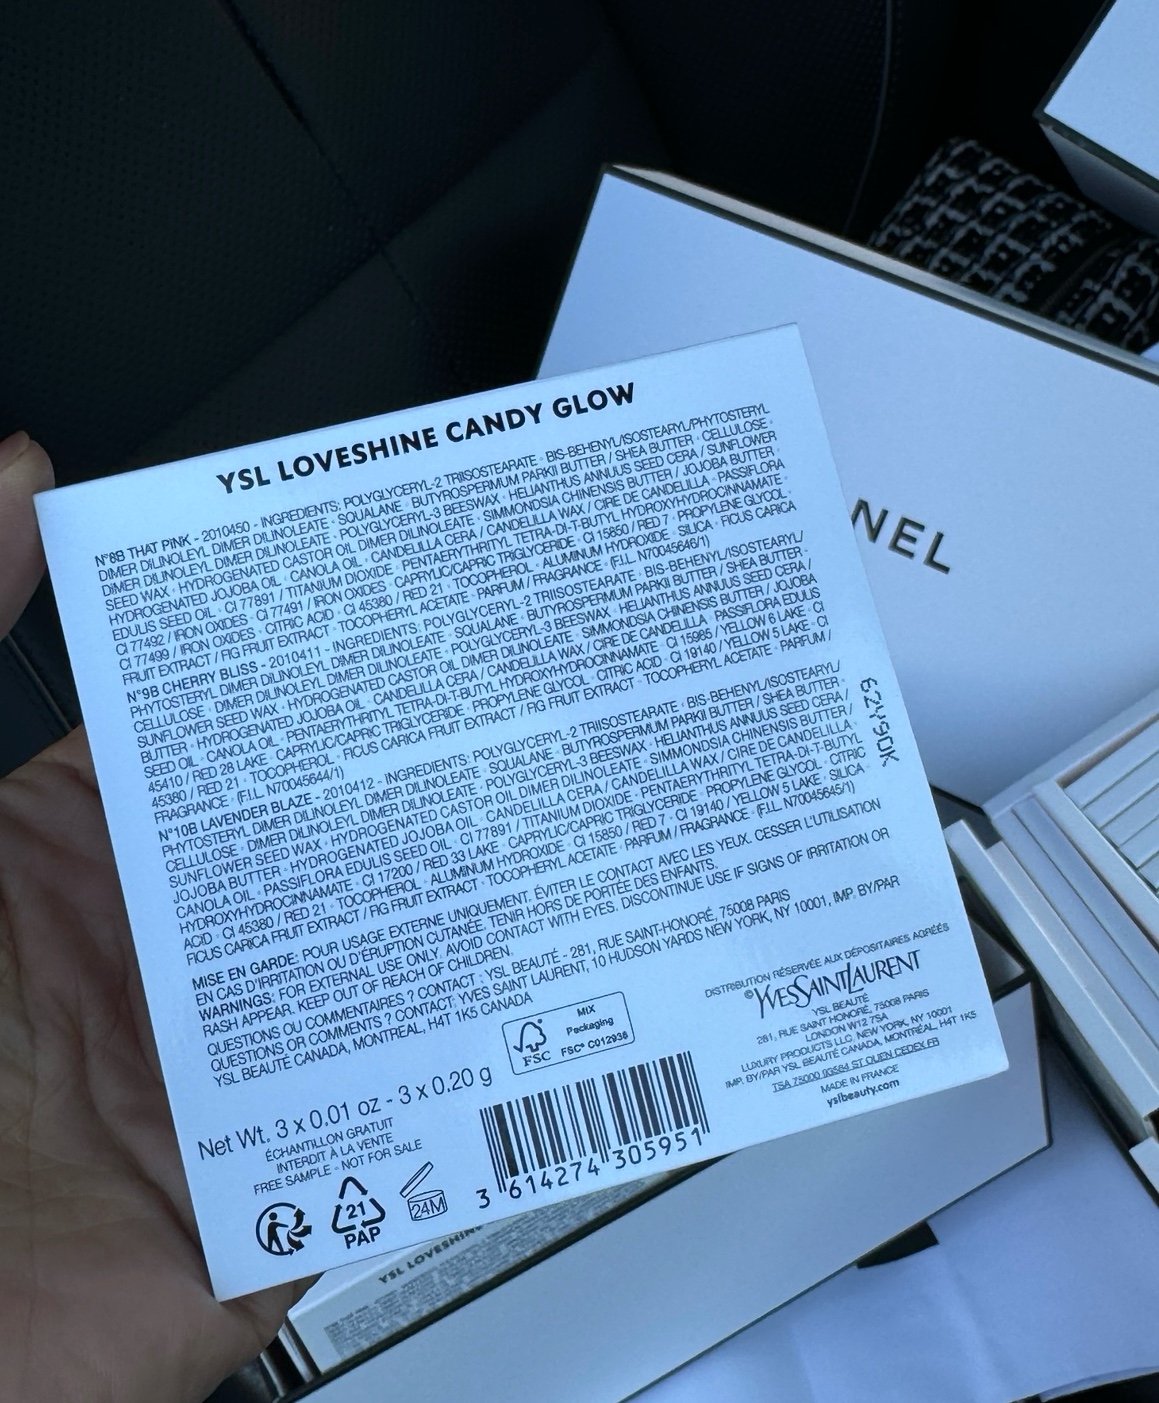 YSL LOVESHINE CANDY GLOW
N°8B THAT PINK - 2010450 - INGREDIENTS: POLYGLYCERYL-2 TRIISOSTEARATE · BIS-BEHENYL/ISOSTEARYL/PHYTOSTERYL
DIMER DILINOLEYL DIMER DILINOLEATE · SQUALANE · BUTYROSPERMUM PARKII BUTTER / SHEA BUTTER · CELLULOSE ·
DIMER DILINOLEYL DIMER DILINOLEATE · POLYGLYCERYL-3 BEESWAX · HELIANTHUS ANNUUS SEED CERA / SUNFLOWER
SEED WAX · HYDROGENATED CASTOR OIL DIMER DILINOLEATE · SIMMONDSIA CHINENSIS BUTTER / JOJOBA BUTTER ·
HYDROGENATED JOJOBA OIL · CANOLA OIL · CANDELILLA CERA / CANDELILLA WAX / CIRE DE CANDELILLA · PASSIFLORA
EDULIS SEED OIL · CI 77891 / TITANIUM DIOXIDE · PENTAERYTHRITYL TETRA-DI-T-BUTYL HYDROXYHYDROCINNAMATE ·
CI 77492 / IRON OXIDES · CI 77491 / IRON OXIDES · CAPRYLIC/CAPRIC TRIGLYCERIDE · CI 15850 / RED 7 · PROPYLENE GLYCOL ·
CI 77499 / IRON OXIDES · CITRIC ACID · CI 45380 / RED 21 · TOCOPHEROL · ALUMINUM HYDROXIDE · SILICA · FICUS CARICA
FRUIT EXTRACT / FIG FRUIT EXTRACT · TOCOPHERYL ACETATE · PARFUM / FRAGRANCE · (F.I.L. N70045646/1)
N°9B CHERRY BLISS - 2010411 - INGREDIENTS: POLYGLYCERYL-2 TRIISOSTEARATE · BIS-BEHENYL/ISOSTEARYL/
PHYTOSTERYL DIMER DILINOLEYL DIMER DILINOLEATE · SQUALANE · BUTYROSPERMUM PARKII BUTTER / SHEA BUTTER ·
CELLULOSE · DIMER DILINOLEYL DIMER DILINOLEATE · POLYGLYCERYL-3 BEESWAX · HELIANTHUS ANNUUS SEED CERA /
SUNFLOWER SEED WAX · HYDROGENATED CASTOR OIL DIMER DILINOLEATE · SIMMONDSIA CHINENSIS BUTTER / JOJOBA
BUTTER · HYDROGENATED JOJOBA OIL · CANDELILLA CERA / CANDELILLA WAX / CIRE DE CANDELILLA · PASSIFLORA EDULIS
SEED OIL · CANOLA OIL · PENTAERYTHRITYL TETRA-DI-T-BUTYL HYDROXYHYDROCINNAMATE · CI 15985 / YELLOW 6 LAKE · CI
45410 / RED 28 LAKE · CAPRYLIC/CAPRIC TRIGLYCERIDE · PROPYLENE GLYCOL · CITRIC ACID · CI 19140 / YELLOW 5 LAKE · CI
45380 / RED 21 · TOCOPHEROL · FICUS CARICA FRUIT EXTRACT / FIG FRUIT EXTRACT · TOCOPHERYL ACETATE · PARFUM /
FRAGRANCE · (F.I.L. N70045644/1)
N°10B LAVENDER BLAZE - 2010412 - INGREDIENTS: POLYGLYCERYL-2 TRIISOSTEARATE · BIS-BEHENYL/ISOSTEARYL/
PHYTOSTERYL DIMER DILINOLEYL DIMER DILINOLEATE · SQUALANE · BUTYROSPERMUM PARKII BUTTER / SHEA BUTTER ·
CELLULOSE · DIMER DILINOLEYL DIMER DILINOLEATE · POLYGLYCERYL-3 BEESWAX · HELIANTHUS ANNUUS SEED CERA /
SUNFLOWER SEED WAX · HYDROGENATED CASTOR OIL DIMER DILINOLEATE · SIMMONDSIA CHINENSIS BUTTER /
JOJOBA BUTTER · HYDROGENATED JOJOBA OIL · CANDELILLA CERA / CANDELILLA WAX / CIRE DE CANDELILLA ·
CANOLA OIL · PASSIFLORA EDULIS SEED OIL · CI 77891 / TITANIUM DIOXIDE · PENTAERYTHRITYL TETRA-DI-T-BUTYL
HYDROXYHYDROCINNAMATE · CI 17200 / RED 33 LAKE · CAPRYLIC/CAPRIC TRIGLYCERIDE · PROPYLENE GLYCOL · CITRIC
ACID · CI 45380 / RED 21 · TOCOPHEROL · ALUMINUM HYDROXIDE · CI 15850 / RED 7 · CI 19140 / YELLOW 5 LAKE · SILICA ·
FICUS CARICA FRUIT EXTRACT / FIG FRUIT EXTRACT · TOCOPHERYL ACETATE · PARFUM / FRAGRANCE · (F.I.L. N70045645/1)
MISE EN GARDE: POUR USAGE EXTERNE UNIQUEMENT. ÉVITER LE CONTACT AVEC LES YEUX. CESSER L'UTILISATION
EN CAS D'IRRITATION OU D'ÉRUPTION CUTANÉE. TENIR HORS DE PORTÉE DES ENFANTS.
WARNINGS: FOR EXTERNAL USE ONLY. AVOID CONTACT WITH EYES. DISCONTINUE USE IF SIGNS OF IRRITATION OR
RASH APPEAR. KEEP OUT OF REACH OF CHILDREN.
QUESTIONS OU COMMENTAIRES ? CONTACT : YSL BEAUTÉ - 281, RUE SAINT-HONORÉ, 75008 PARIS
QUESTIONS OR COMMENTS ? CONTACT: YVES SAINT LAURENT, 10 HUDSON YARDS NEW YORK, NY 10001, IMP. BY/PAR
YSL BEAUTÉ CANADA, MONTREAL, H4T 1K5 CANADA
62Y90X
MIX
Packaging
FSC
FSC® C012936
Net Wt. 3 x 0.01 oz - 3 x 0.20 g
ÉCHANTILLON GRATUIT
INTERDIT À LA VENTE
FREE SAMPLE - NOT FOR SALE
21
PAP
24M
3 614274 305951
DISTRIBUTION RÉSERVÉE AUX DÉPOSITAIRES AGRÉÉS
©YVESSAINTLAURENT
YSL BEAUTÉ
281, RUE SAINT HONORÉ, 75008 PARIS
LONDON W12 7SA
LUXURY PRODUCTS LLC, NEW YORK, NY 10001
IMP. BY/PAR YSL BEAUTÉ CANADA, MONTRÉAL, H4T 1K5
TSA 75000 93584 ST OUEN CEDEX FR
MADE IN FRANCE
yslbeauty.com
NEL
YSL LOVESHINE